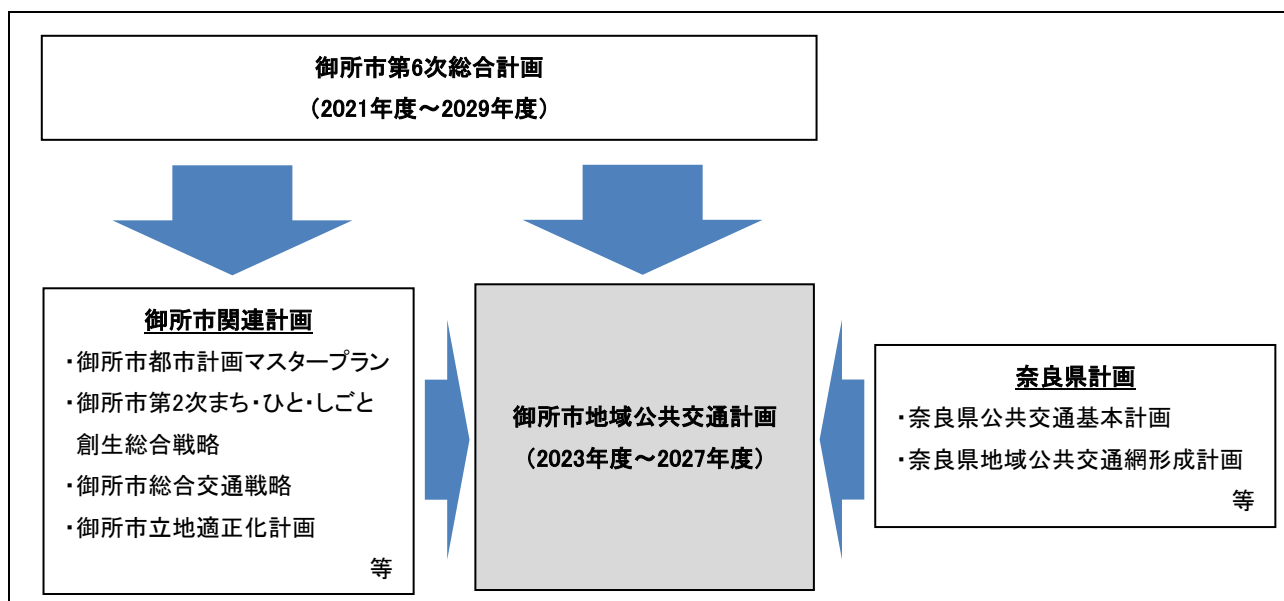 御所市第6次総合計画
（2021年度～2029年度）
御所市関連計画
・御所市都市計画マスタープラン
・御所市第2次まち・ひと・しごと
創生総合戦略
・御所市総合交通戦略
・御所市立地適正化計画
等
御所市地域公共交通計画
（2023年度～2027年度）
奈良県計画
・奈良県公共交通基本計画
・奈良県地域公共交通網形成計画
等